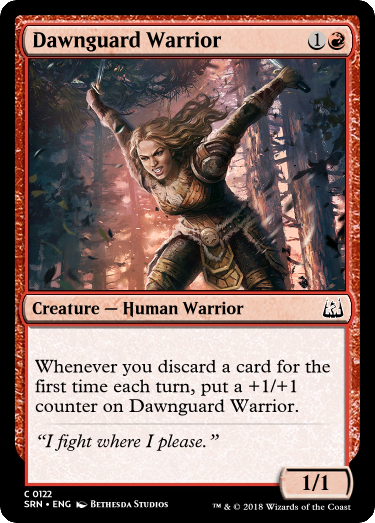 Dawnguard Warrior 1
Creature — Human Warrior
Whenever you discard a card for the
first time each turn, put a +1/+1
counter on Dawnguard Warrior.
“I fight where I please.”
1/1
C 0122
SRN • ENG BETHESDA STUDIOS
™ & © 2018 Wizards of the Coast